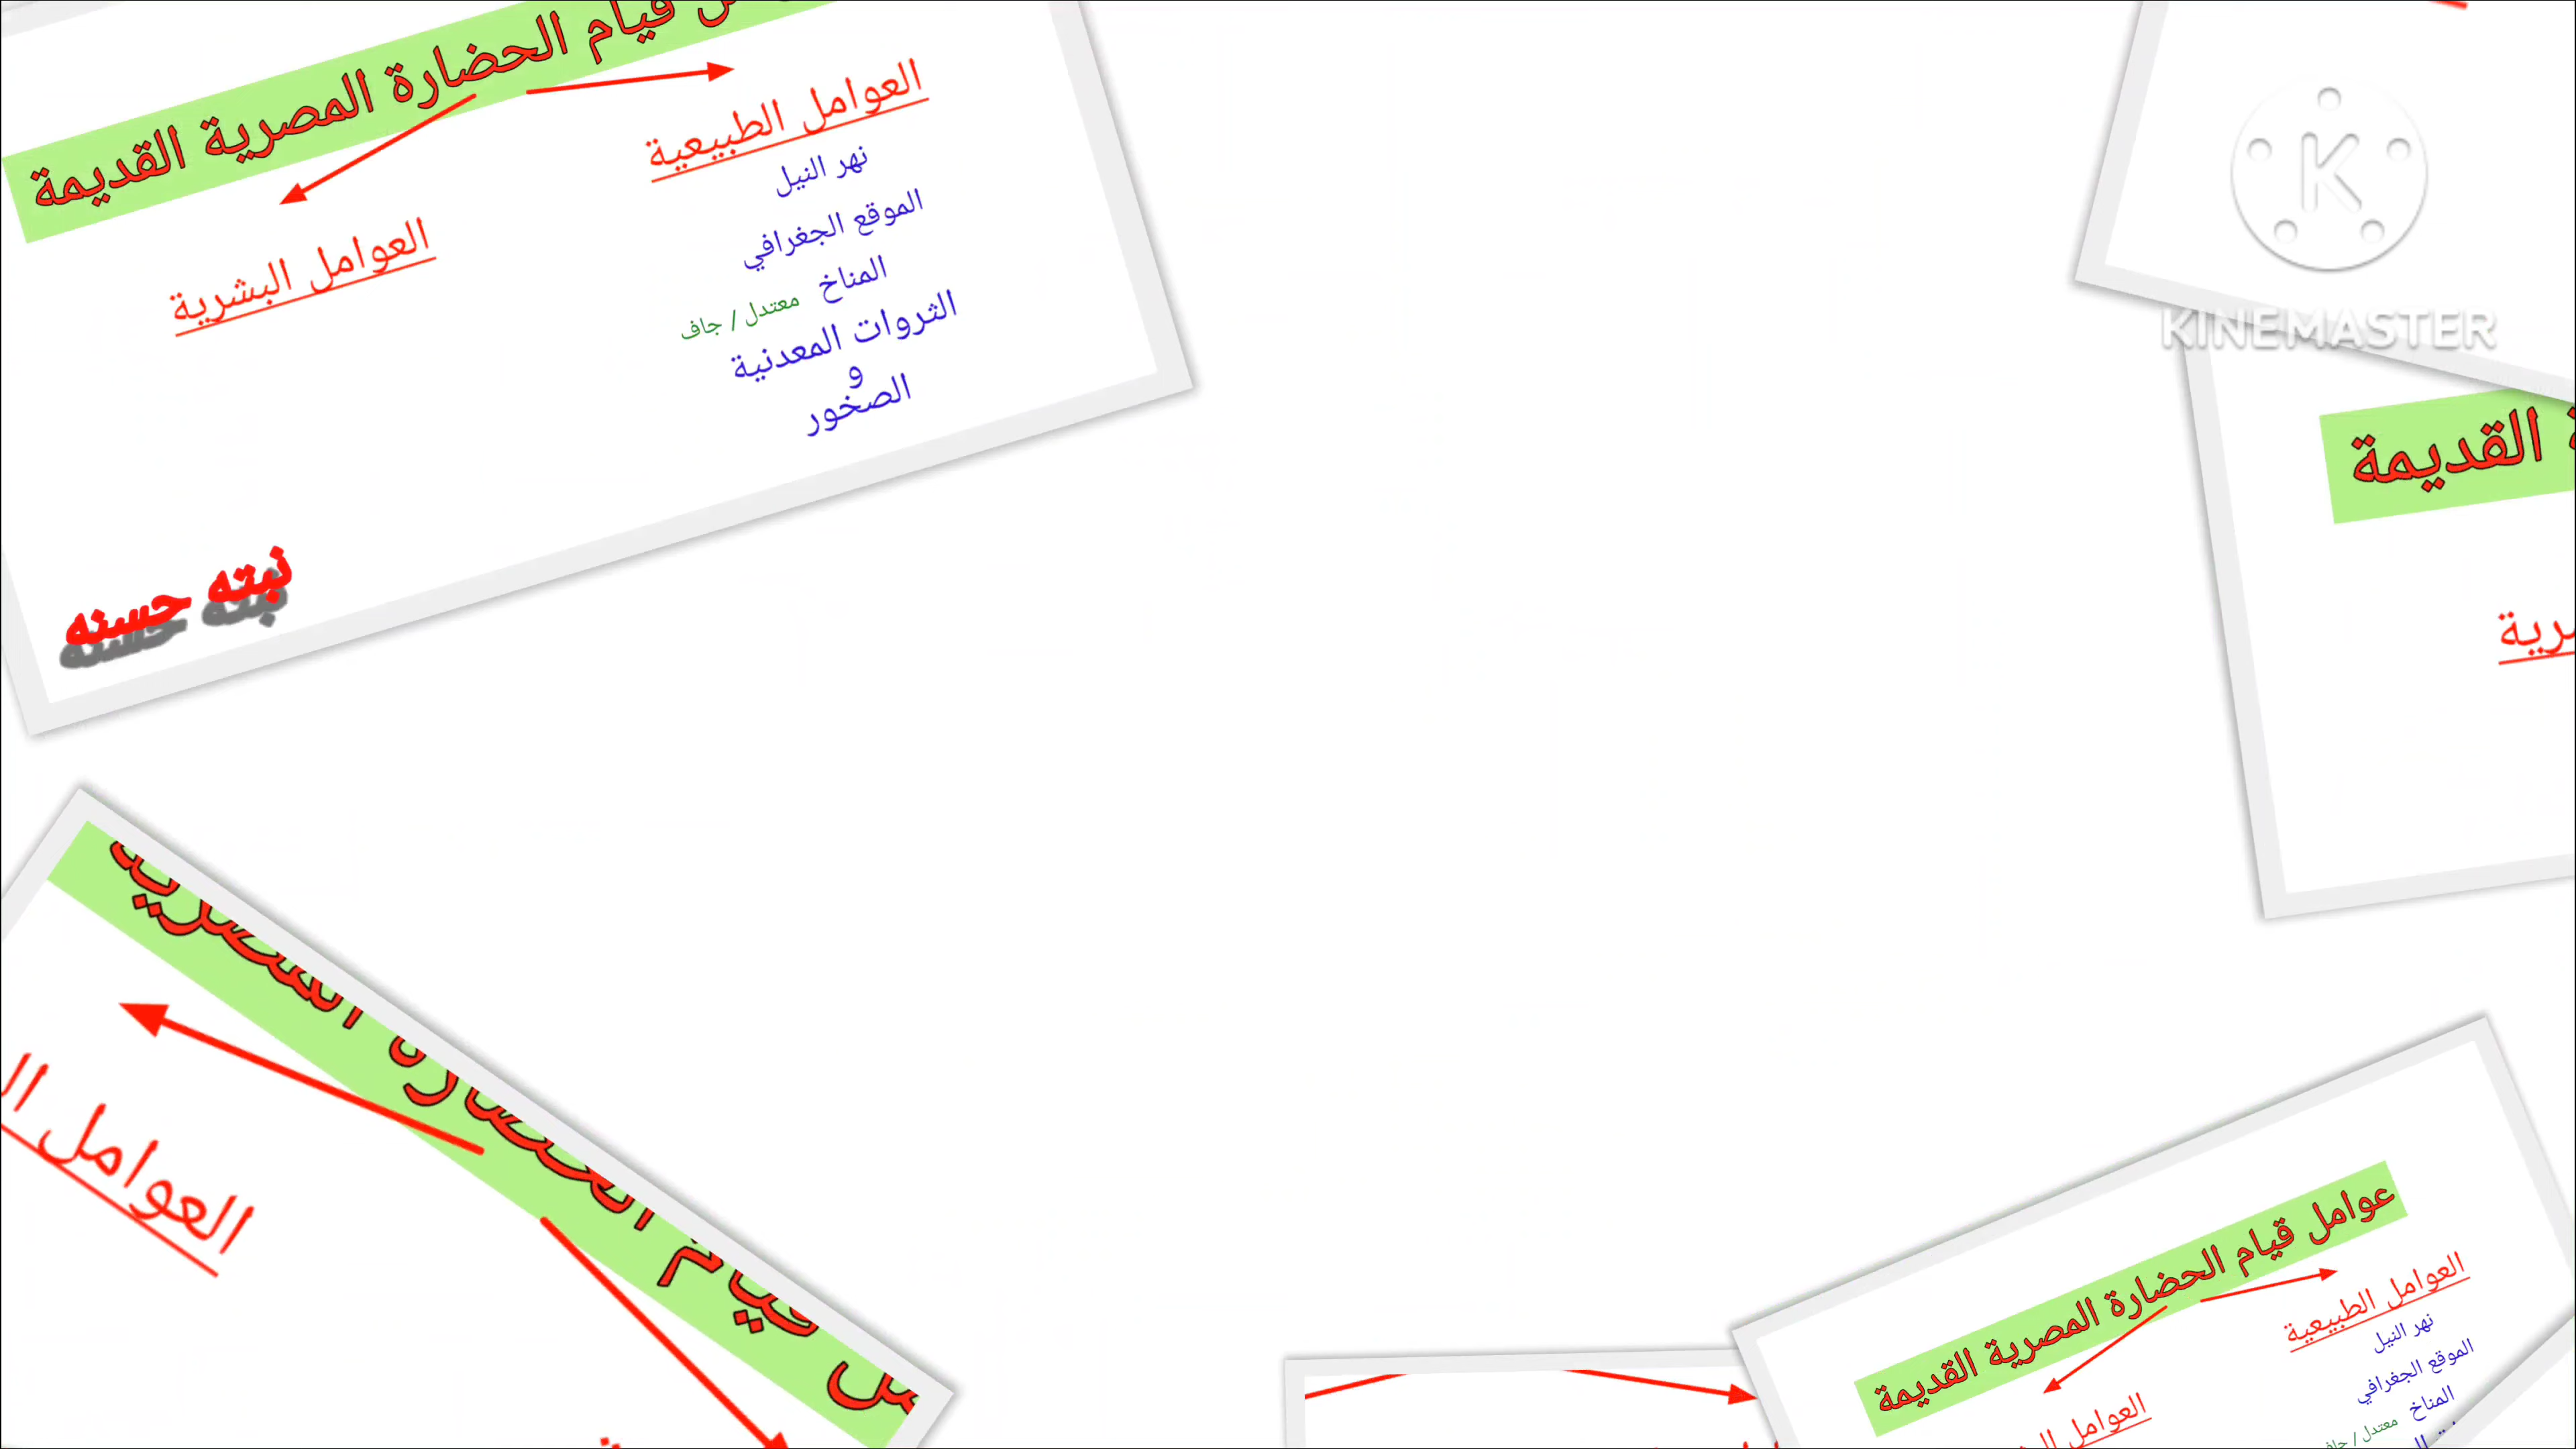 قيام الحضارة المصرية القديمة
العوامل الطبيعية
نهر النيل
الموقع الجغرافي
المناخ معتدل / جاف
الثروات المعدنية
و
الصخور
العوامل البشرية
نبته حسنه
KINEMASTER
القديمة
العوامل
عوامل قيام الحضارة المصرية القديمة
العوامل الطبيعية
نهر النيل
الموقع الجغرافي
المناخ معتدل / جاف
العوامل